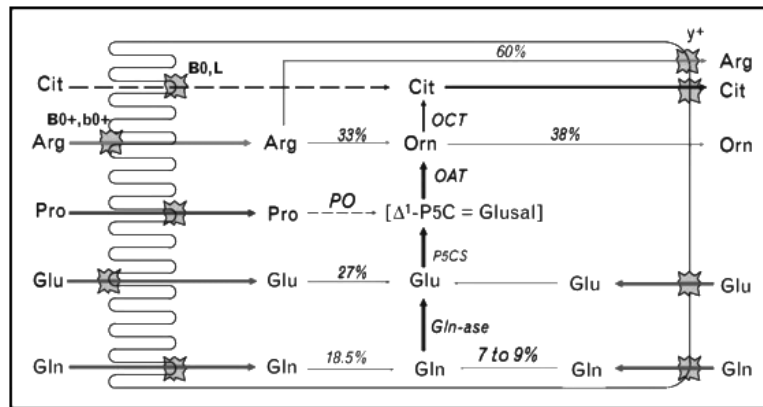 y+
60% Arg
B0,L
Cit Cit Cit
B0+,b0+ OCT
Arg Arg 33% Orn 38% Orn
OAT
Pro Pro PO [Δ¹-P5C = Glusal]
P5CS
Glu Glu 27% Glu Glu Glu
Gln-ase
Gln Gln 18.5% Gln 7 to 9% Gln Gln